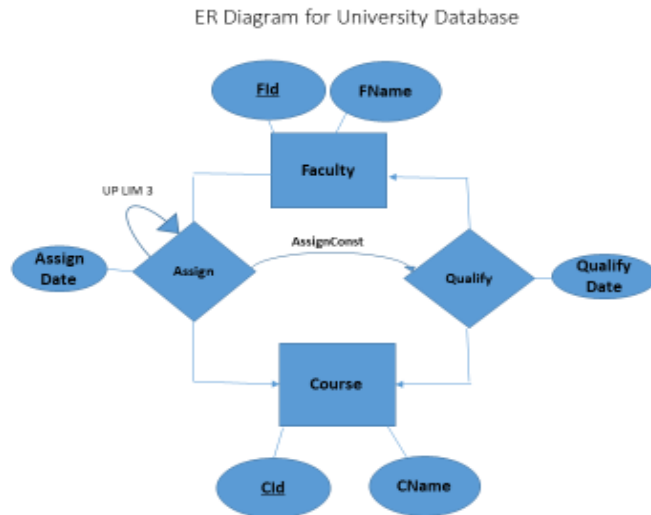 ER Diagram for University Database
FId
FName
Faculty
UP LIM 3
AssignConst
Assign
Date
Assign
Qualify
Qualify
Date
Course
CId
CName